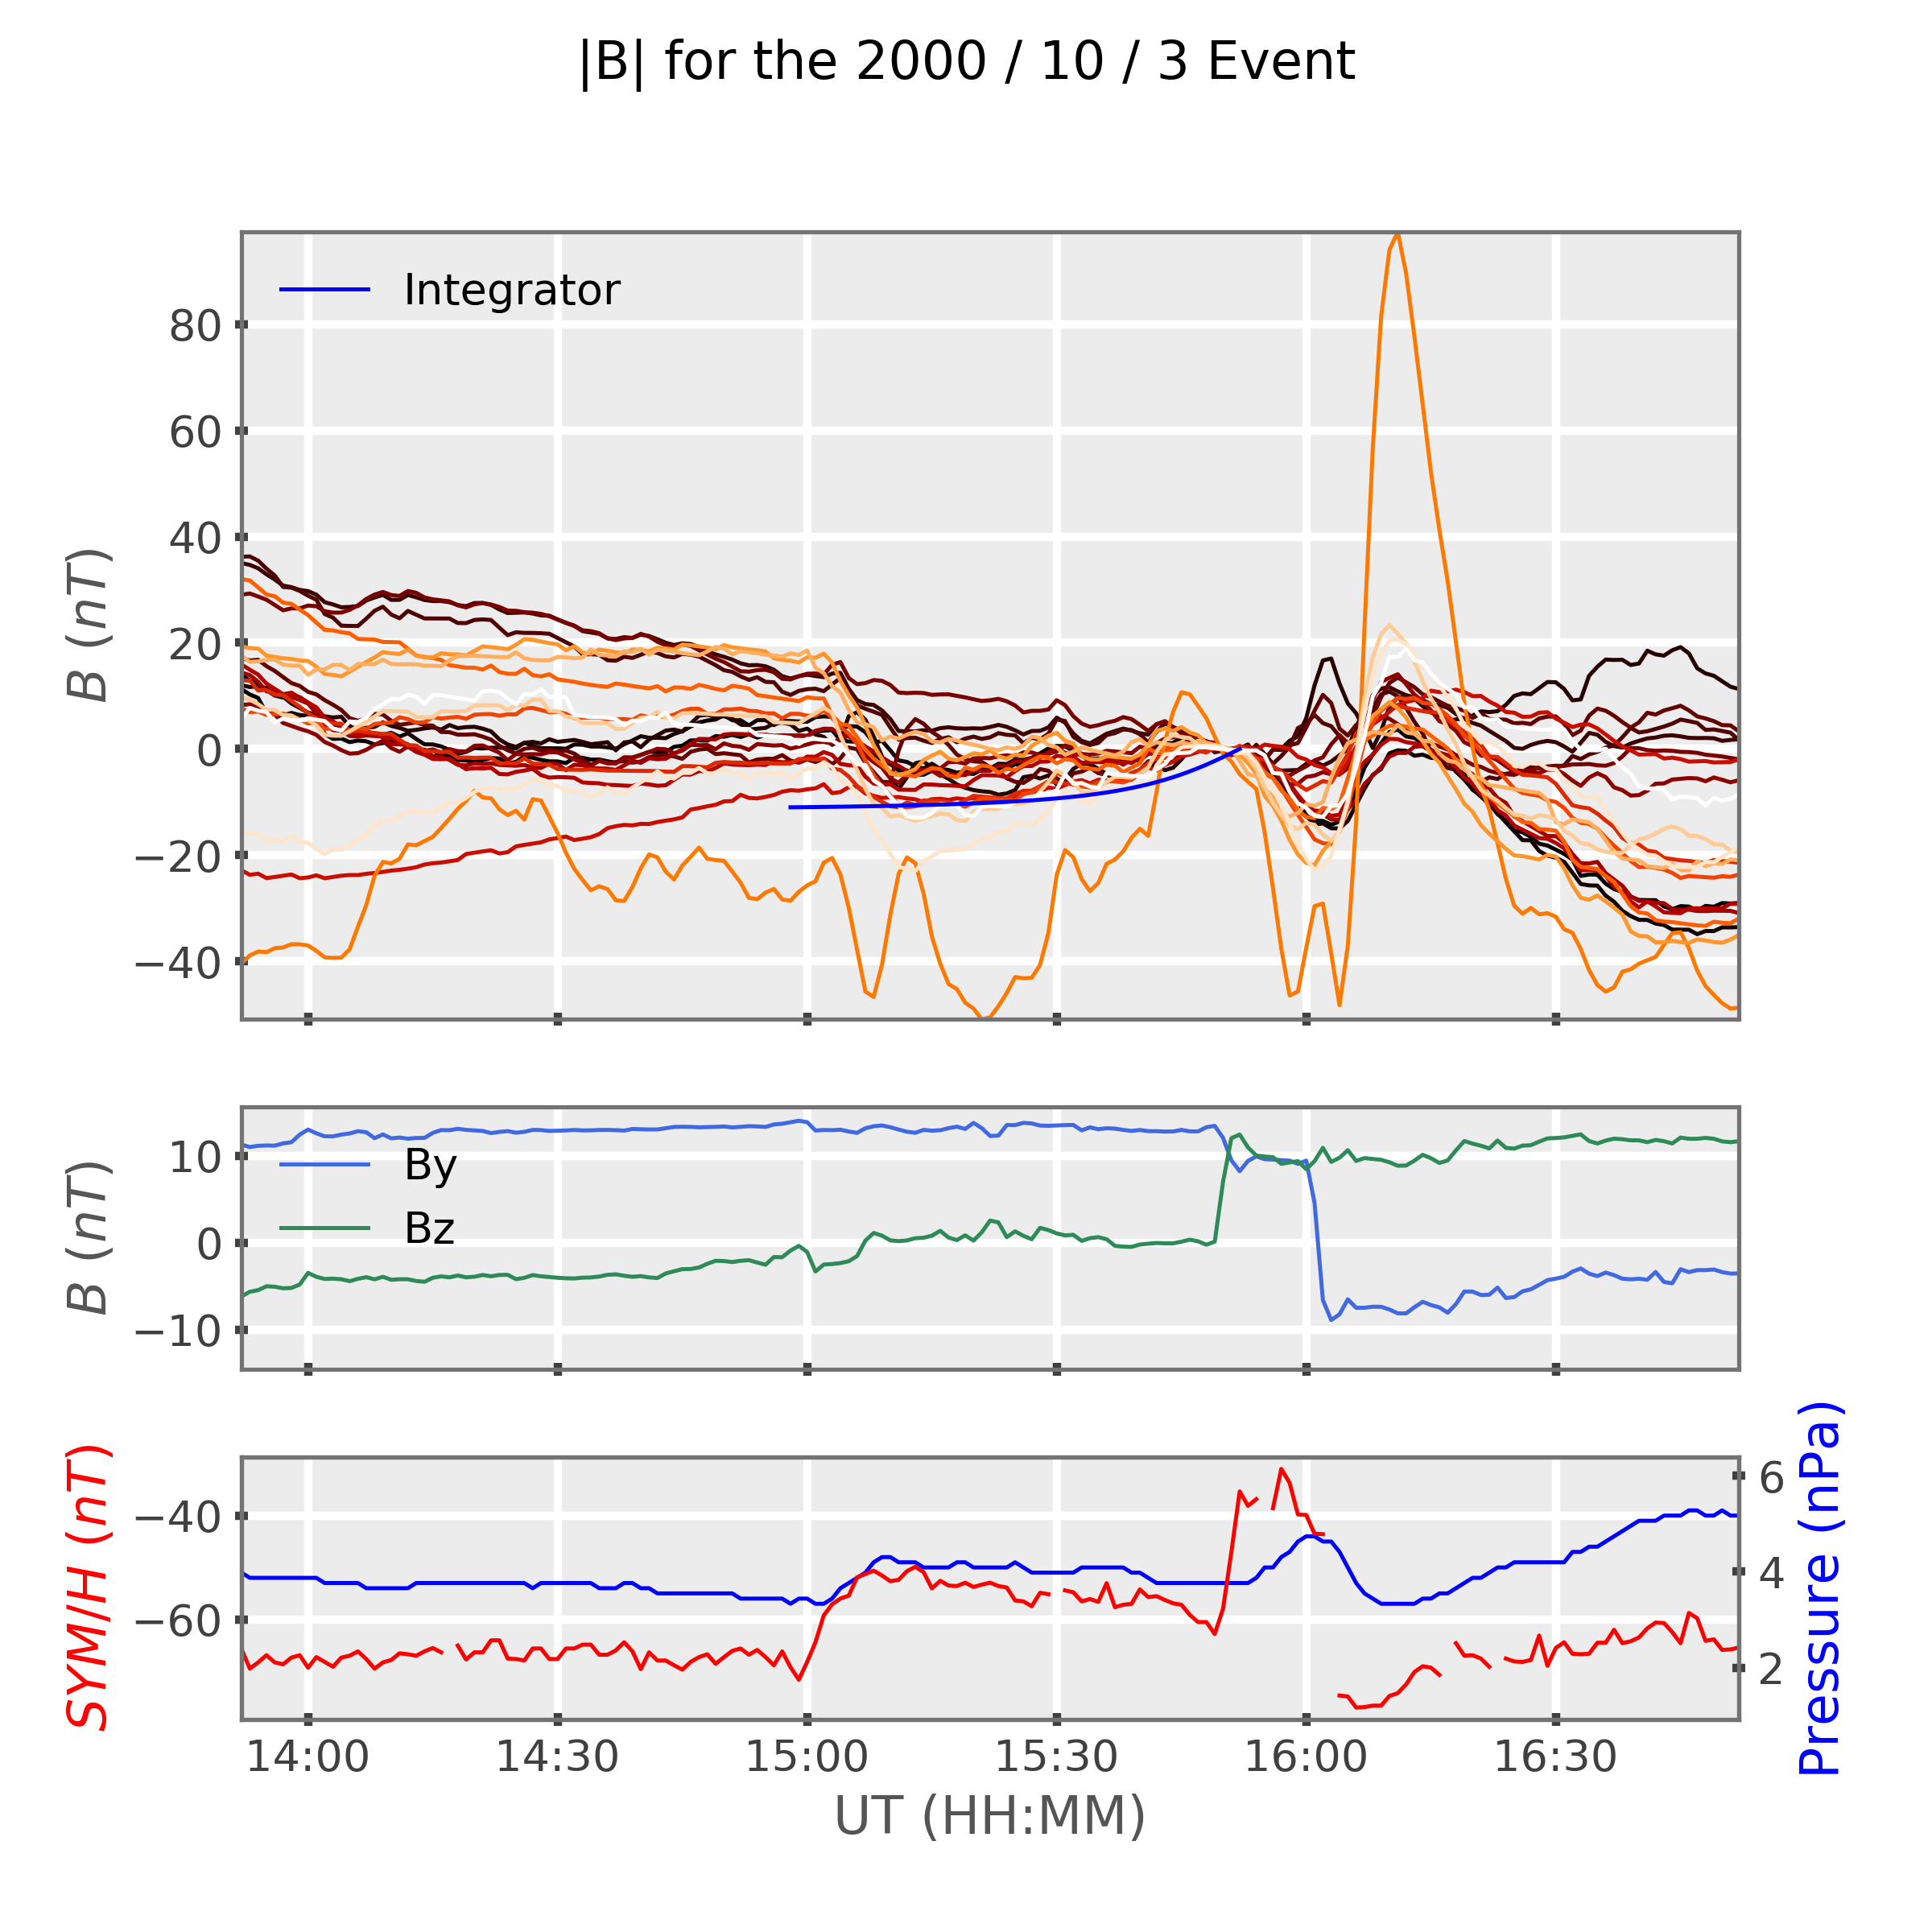 |B| for the 2000 / 10 / 3 Event
Integrator
80
60
40
20
0
−20
−40
B (nT)
By
Bz
10
0
−10
B (nT)
−40
−60
SYM/H (nT)
6
4
2
Pressure (nPa)
14:00 14:30 15:00 15:30 16:00 16:30
UT (HH:MM)